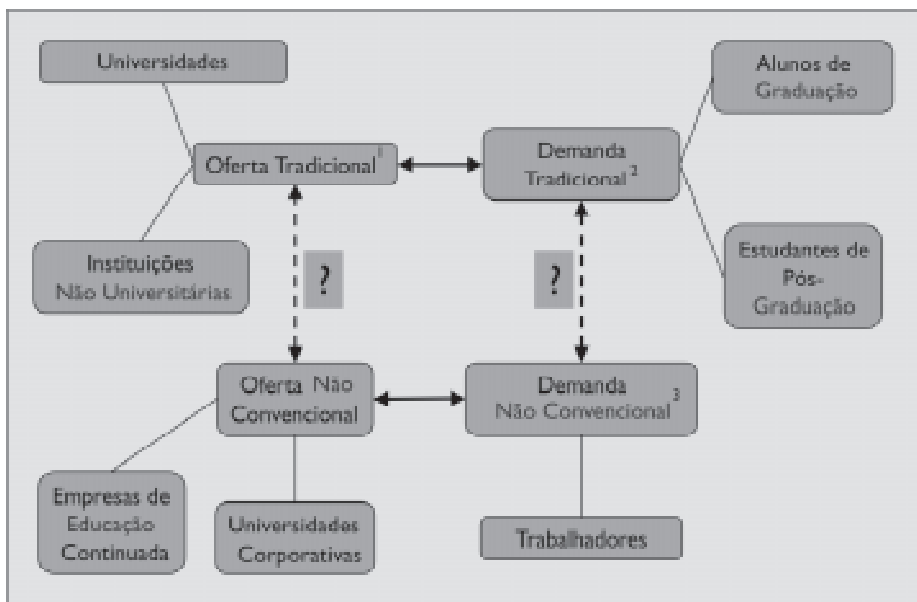 Universidades
Alunos de
Graduação
Oferta Tradicional¹
Demanda
Tradicional²
Instituições
Não Universitárias
?
?
Estudantes de
Pós-
Graduação
Oferta Não
Convencional
Demanda
Não Convencional³
Empresas de
Educação
Continuada
Universidades
Corporativas
Trabalhadores